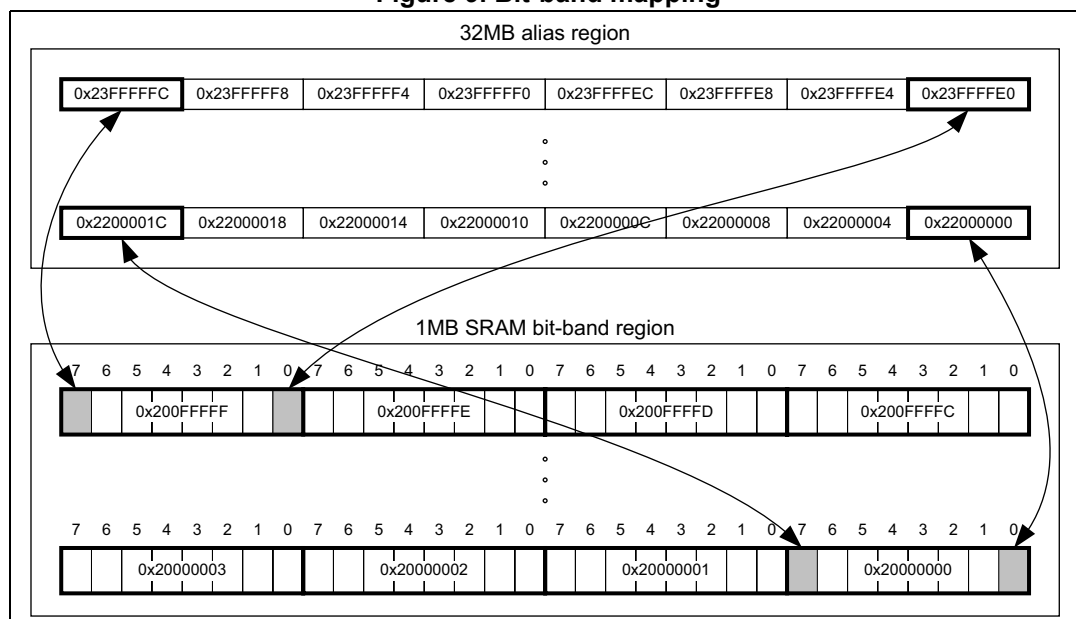 Bit-band mapping
32MB alias region
0x23FFFFFC 0x23FFFFF8 0x23FFFFF4 0x23FFFFF0 0x23FFFFEC 0x23FFFFE8 0x23FFFFE4 0x23FFFFE0
0x2200001C 0x22000018 0x22000014 0x22000010 0x2200000C 0x22000008 0x22000004 0x22000000
1MB SRAM bit-band region
7 6 5 4 3 2 1 0 7 6 5 4 3 2 1 0 7 6 5 4 3 2 1 0 7 6 5 4 3 2 1 0
0x200FFFFF 0x200FFFFE 0x200FFFFD 0x200FFFFC
7 6 5 4 3 2 1 0 7 6 5 4 3 2 1 0 7 6 5 4 3 2 1 0 7 6 5 4 3 2 1 0
0x20000003 0x20000002 0x20000001 0x20000000